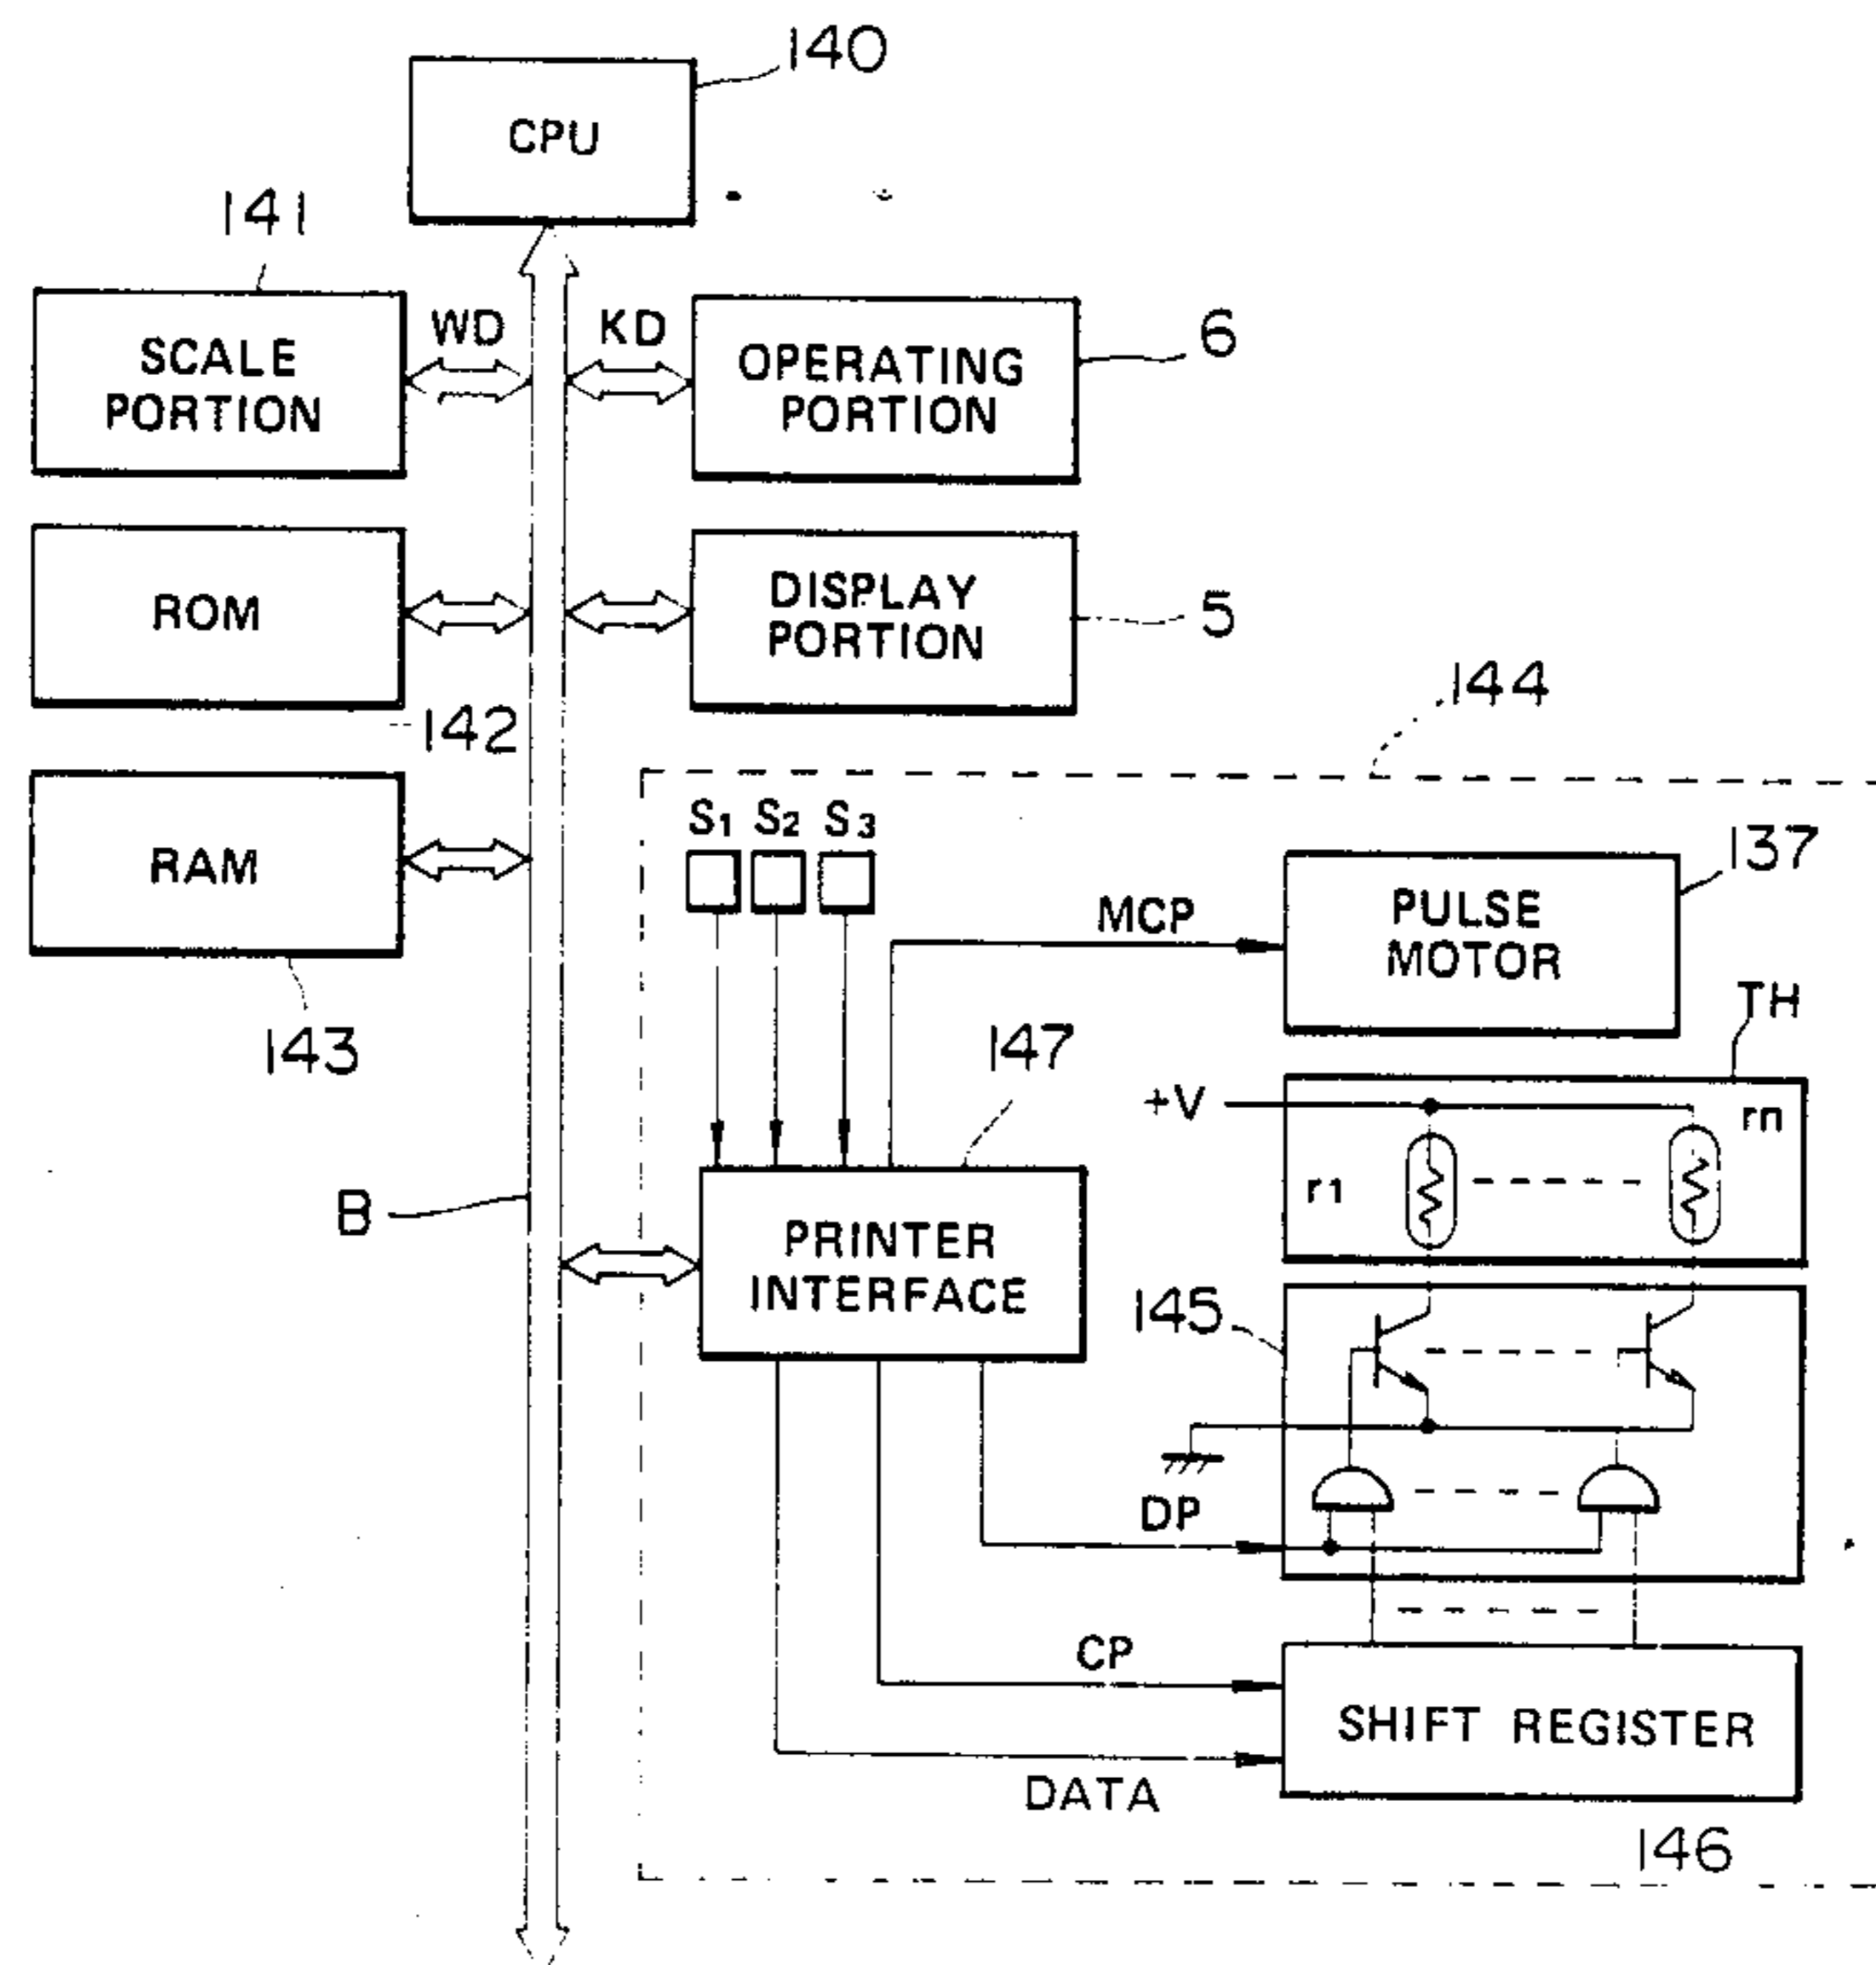 140
CPU
141
SCALE
PORTION
WD
KD
OPERATING
PORTION
6
ROM
142
DISPLAY
PORTION
5
144
RAM
143
S1 S2 S3
MCP
PULSE
MOTOR
137
TH
147
+V
r1
rn
B
PRINTER
INTERFACE
145
DP
CP
SHIFT REGISTER
DATA
146